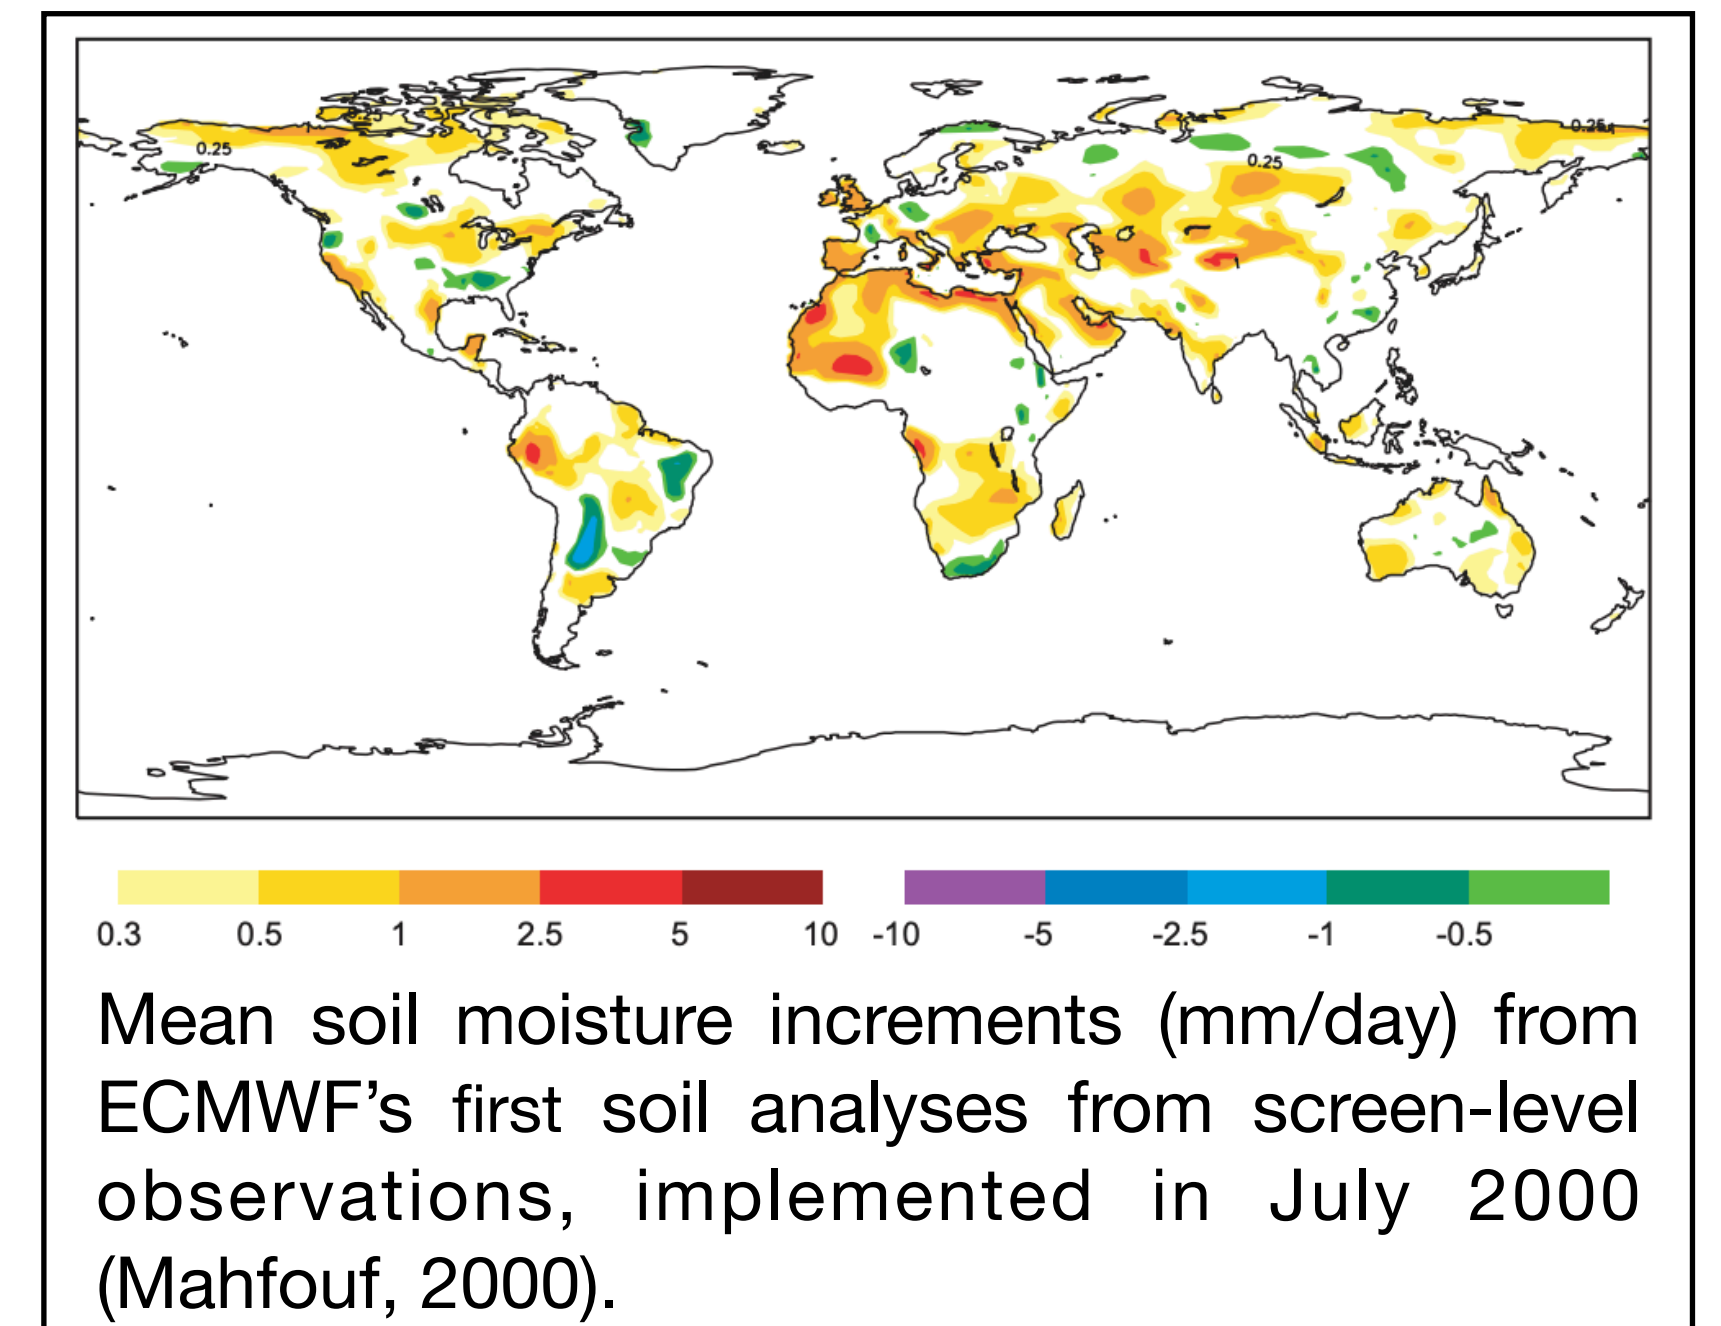 0.25
0.25
0.25
0.25
0.3 0.5 1 2.5 5 10 -10 -5 -2.5 -1 -0.5
Mean soil moisture increments (mm/day) from
ECMWF’s first soil analyses from screen-level
observations, implemented in July 2000
(Mahfouf, 2000).